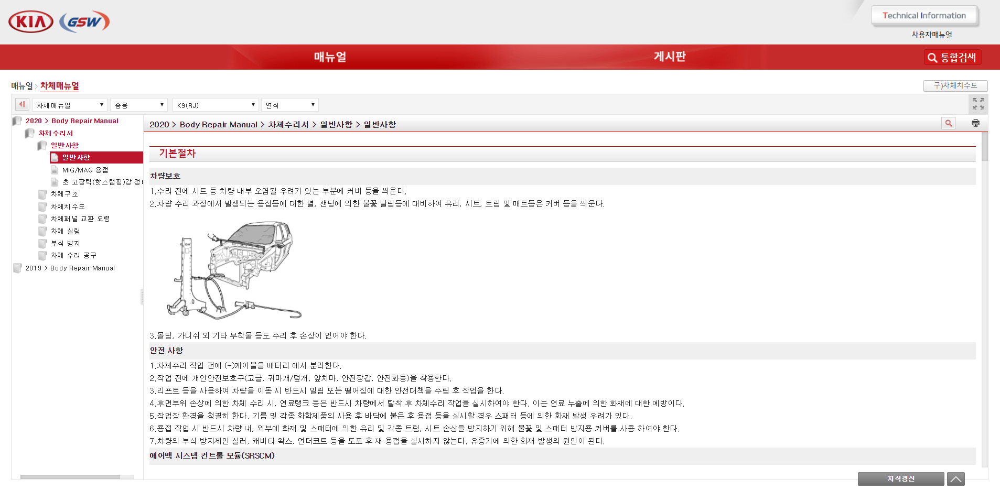 KIA GSW
Technical Information
사용자매뉴얼
매뉴얼 게시판 통합검색
매뉴얼 > 차체매뉴얼
구)차체치수도
차체매뉴얼 승용 K9(RJ) 연식
2020 > Body Repair Manual
차체수리서
일반사항
일반사항
MIG/MAG 용접
초 고장력(핫스탬핑)강 정비
차체구조
차체치수도
차체패널 교환 요령
차체 실링
부식 방지
차체 수리 공구
2019 > Body Repair Manual
2020 > Body Repair Manual > 차체수리서 > 일반사항 > 일반사항
기본절차
차량보호
1.수리 전에 시트 등 차량 내부 오염될 우려가 있는 부분에 커버 등을 씌운다.
2.차량 수리 과정에서 발생되는 용접등에 대한 열, 샌딩에 의한 불꽃 날림등에 대비하여 유리, 시트, 트림 및 매트등은 커버 등을 씌운다.
3.몰딩, 가니쉬 외 기타 부착물 등도 수리 후 손상이 없어야 한다.
안전 사항
1.차체수리 작업 전에 (-)케이블을 배터리 에서 분리한다.
2.작업 전에 개인안전보호구(고글, 귀마개/덮개, 앞치마, 안전장갑, 안전화등)을 착용한다.
3.리프트 등을 사용하여 차량을 이동 시 반드시 밀림 또는 떨어짐에 대한 안전대책을 수립 후 작업을 한다.
4.후면부위 손상에 의한 차체 수리 시, 연료탱크 등은 반드시 차량에서 탈착 후 차체수리 작업을 실시하여야 한다. 이는 연료 누출에 의한 화재에 대한 예방이다.
5.작업장 환경을 청결히 한다. 기름 및 각종 화학제품의 사용 후 바닥에 붙은 후 용접 등을 실시할 경우 스패터 등에 의한 화재 발생 우려가 있다.
6.용접 작업 시 반드시 차량 내, 외부에 화재 및 스패터에 의한 유리 및 각종 트림, 시트 손상을 방지하기 위해 불꽃 및 스패터 방지용 커버를 사용 하여야 한다.
7.차량의 부식 방지제인 실러, 캐비티 왁스, 언더코트 등을 도포 후 재 용접을 실시하지 않는다. 유증기에 의한 화재 발생의 원인이 된다.
에어백 시스템 컨트롤 모듈(SRSCM)
지식갱신